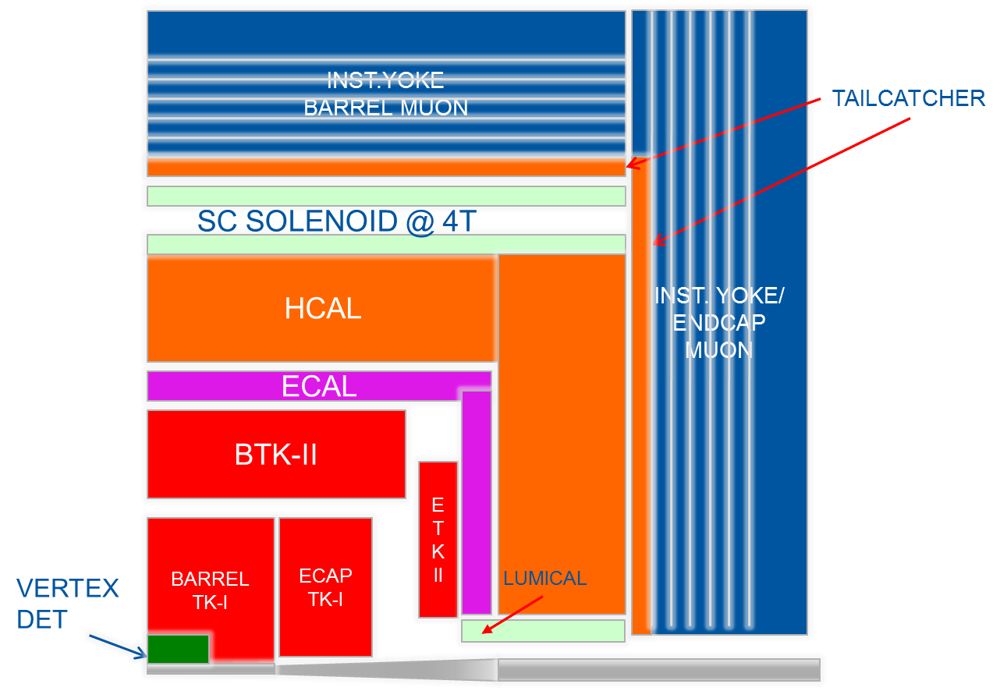 INST.YOKE
BARREL MUON
TAILCATCHER
SC SOLENOID @ 4T
HCAL
INST. YOKE/
ENDCAP
MUON
ECAL
BTK-II
E
T
K
II
BARREL
TK-I
ECAP
TK-I
LUMICAL
VERTEX
DET